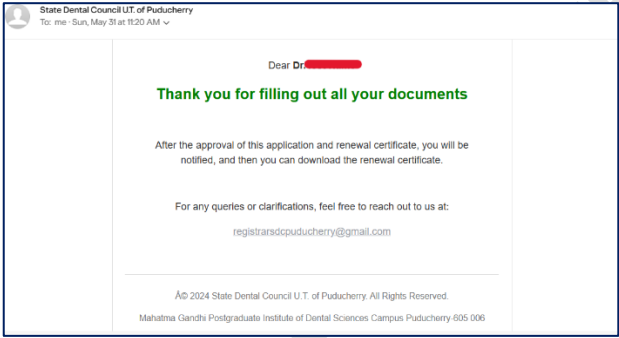 State Dental Council U.T. of Puducherry
To: me · Sun, May 31 at 11:20 AM
Dear Dr.
Thank you for filling out all your documents
After the approval of this application and renewal certificate, you will be
notified, and then you can download the renewal certificate.
For any queries or clarifications, feel free to reach out to us at:
registrarsdcpuducherry@gmail.com
Â© 2024 State Dental Council U.T. of Puducherry. All Rights Reserved.
Mahatma Gandhi Postgraduate Institute of Dental Sciences Campus Puducherry-605 006